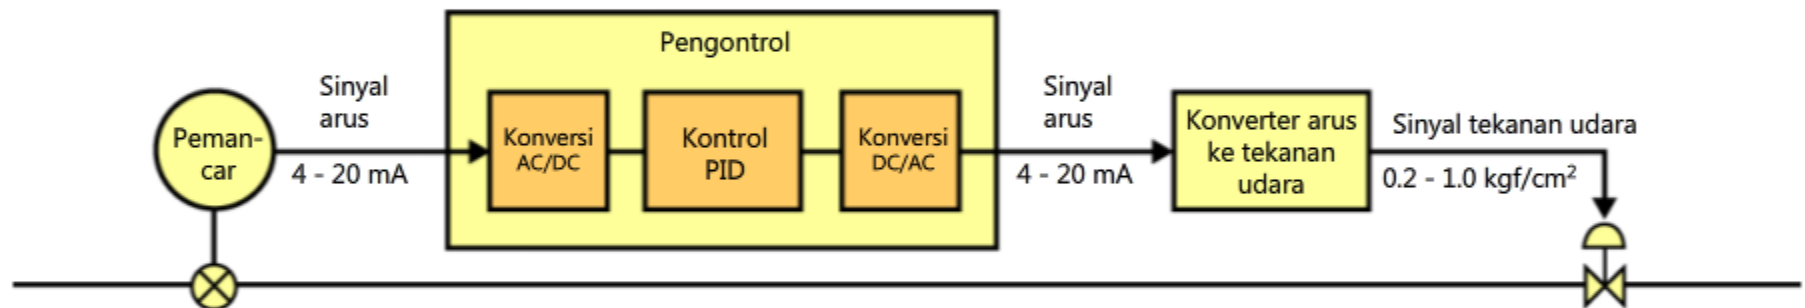 Pengontrol
Peman-
car
Sinyal
arus
4 - 20 mA
Konversi
AC/DC
Kontrol
PID
Konversi
DC/AC
Sinyal
arus
4 - 20 mA
Konverter arus
ke tekanan
udara
Sinyal tekanan udara
0.2 - 1.0 kgf/cm²